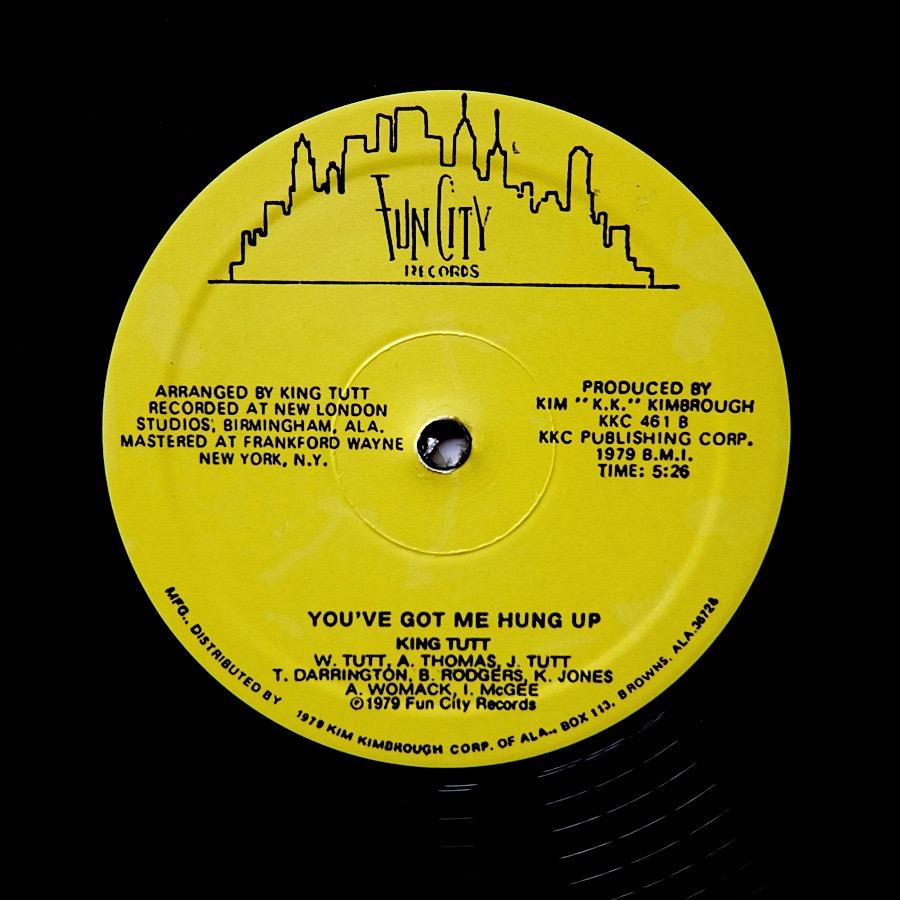 FUN CITY
RECORDS
ARRANGED BY KING TUTT
RECORDED AT NEW LONDON
STUDIOS, BIRMINGHAM, ALA.
MASTERED AT FRANKFORD WAYNE
NEW YORK, N.Y.
PRODUCED BY
KIM "K.K." KIMBROUGH
KKC 461 B
KKC PUBLISHING CORP.
1979 B.M.I.
TIME: 5:26
YOU'VE GOT ME HUNG UP
KING TUTT
W. TUTT, A. THOMAS, J. TUTT
T. DARRINGTON, B. RODGERS, K. JONES
A. WOMACK, I. McGEE
©1979 Fun City Records
MFG., DISTRIBUTED BY 1979 KIM KIMBROUGH CORP. OF ALA., BOX 113, BROWNS, ALA. 36726